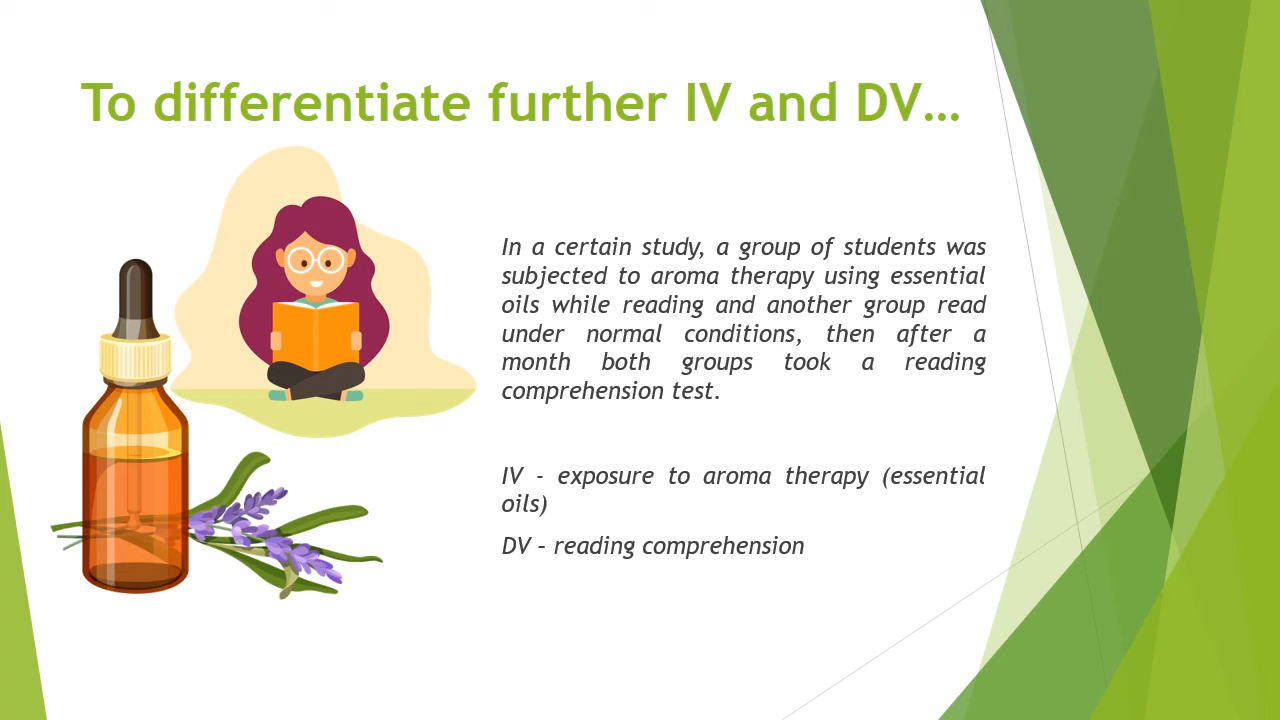 To differentiate further IV and DV…
In a certain study, a group of students was
subjected to aroma therapy using essential
oils while reading and another group read
under normal conditions, then after a
month both groups took a reading
comprehension test.
IV - exposure to aroma therapy (essential
oils)
DV – reading comprehension